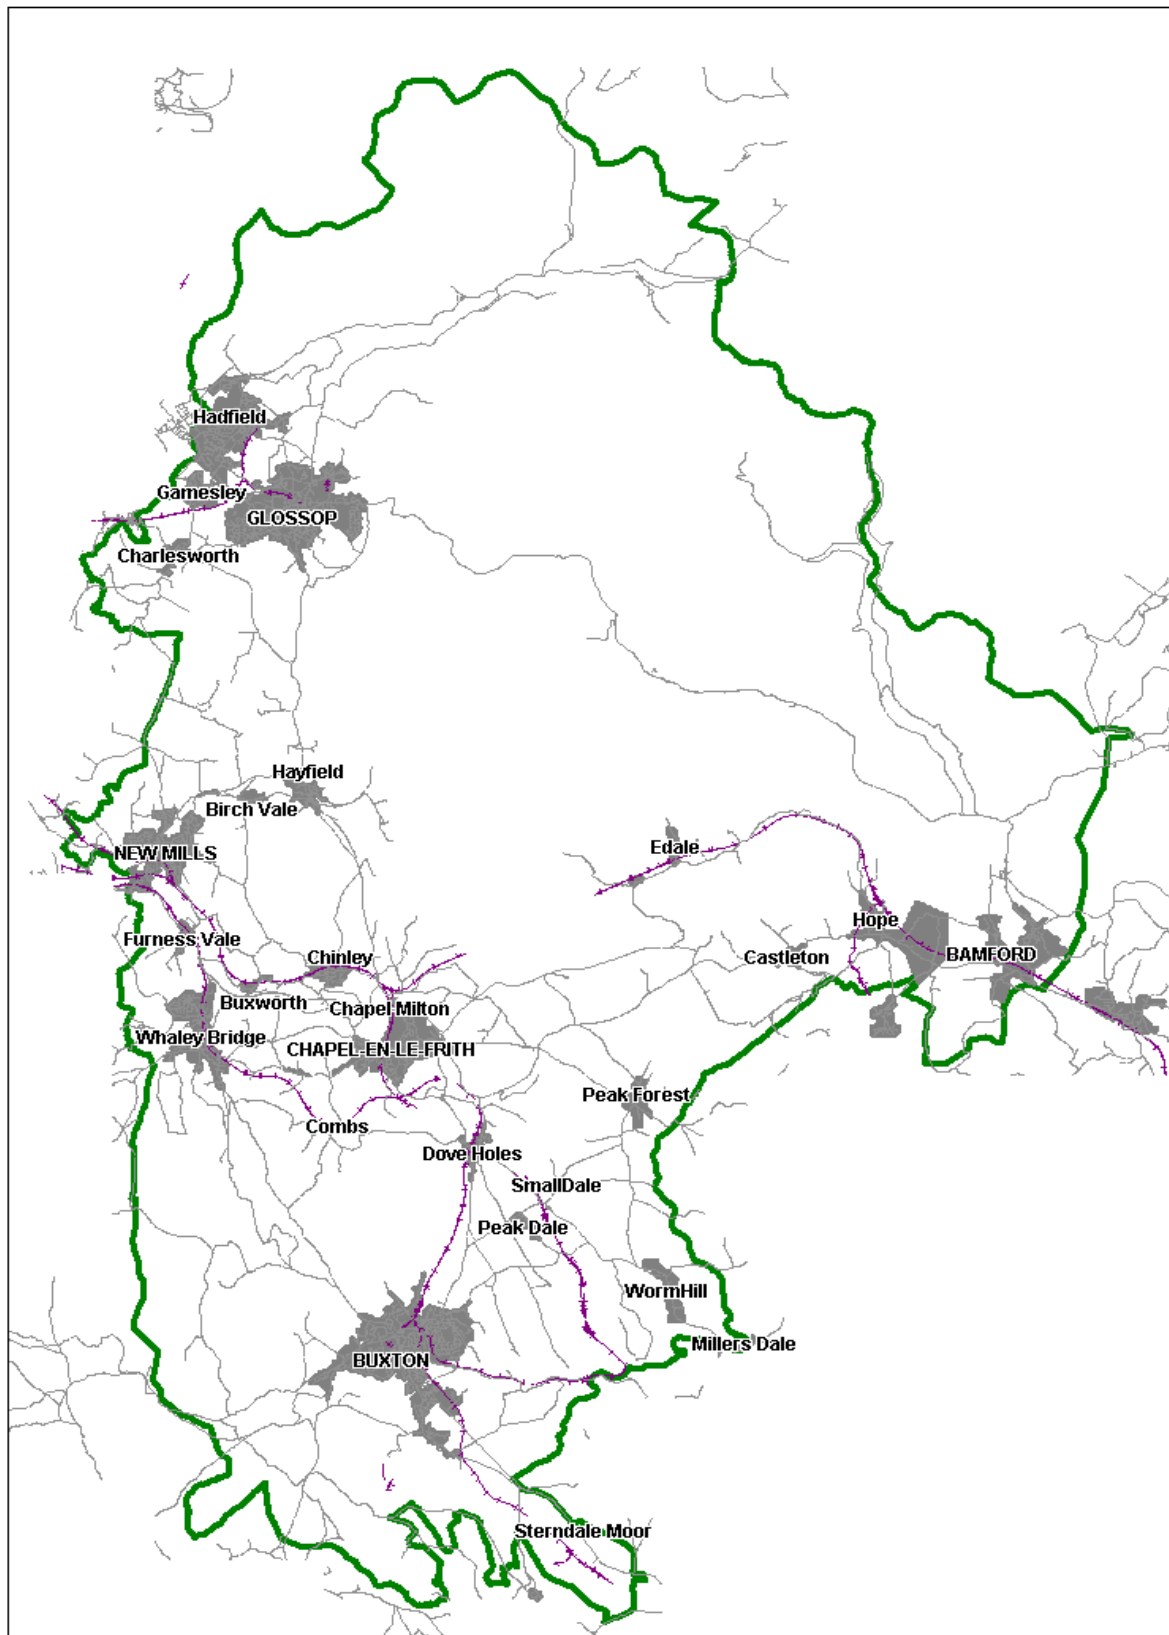 Hadfield
Gamesley
GLOSSOP
Charlesworth
Hayfield
Birch Vale
NEW MILLS
Edale
Hope
Furness Vale
Castleton
BAMFORD
Chinley
Buxworth
Chapel Milton
Whaley Bridge
CHAPEL-EN-LE-FRITH
Peak Forest
Combs
Dove Holes
SmallDale
Peak Dale
WormHill
Millers Dale
BUXTON
Sterndale Moor